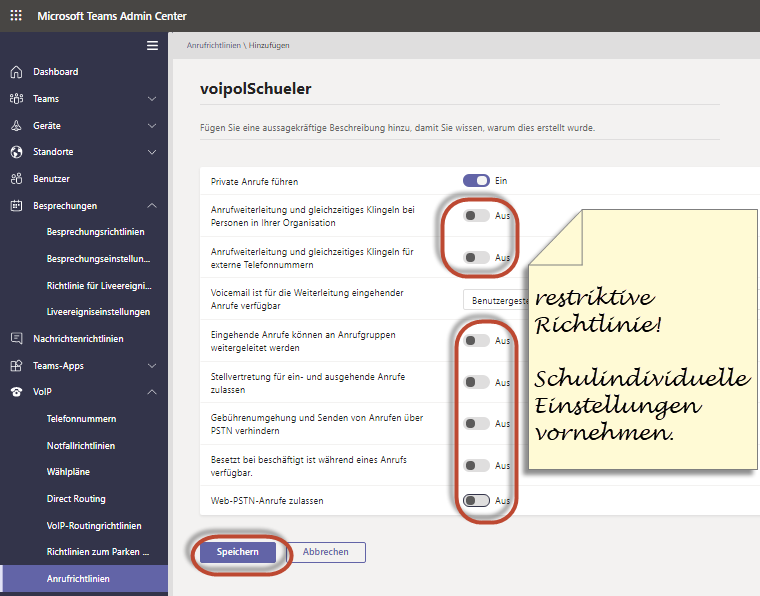 Microsoft Teams Admin Center
Anrufrichtlinien \ Hinzufügen
Dashboard
Teams
Geräte
Standorte
Benutzer
Besprechungen
Besprechungsrichtlinien
Besprechungseinstellun...
Richtlinie für Liveereigni...
Liveereigniseinstellungen
Nachrichtenrichtlinien
Teams-Apps
VoIP
Telefonnummern
Notfallrichtlinien
Wählpläne
Direct Routing
VoIP-Routingrichtlinien
Richtlinien zum Parken ...
Anrufrichtlinien
voipolSchueler
Fügen Sie eine aussagekräftige Beschreibung hinzu, damit Sie wissen, warum dies erstellt wurde.
Private Anrufe führen Ein
Anrufweiterleitung und gleichzeitiges Klingeln bei
Personen in Ihrer Organisation Aus
Anrufweiterleitung und gleichzeitiges Klingeln für
externe Telefonnummern Aus
Voicemail ist für die Weiterleitung eingehender
Anrufe verfügbar Benutzergeste
Eingehende Anrufe können an Anrufgruppen
weitergeleitet werden Aus
Stellvertretung für ein- und ausgehende Anrufe
zulassen Aus
Gebührenumgehung und Senden von Anrufen über
PSTN verhindern Aus
Besetzt bei beschäftigt ist während eines Anrufs
verfügbar. Aus
Web-PSTN-Anrufe zulassen Aus
Speichern Abbrechen
restriktive
Richtlinie!
Schulindividuelle
Einstellungen
vornehmen.